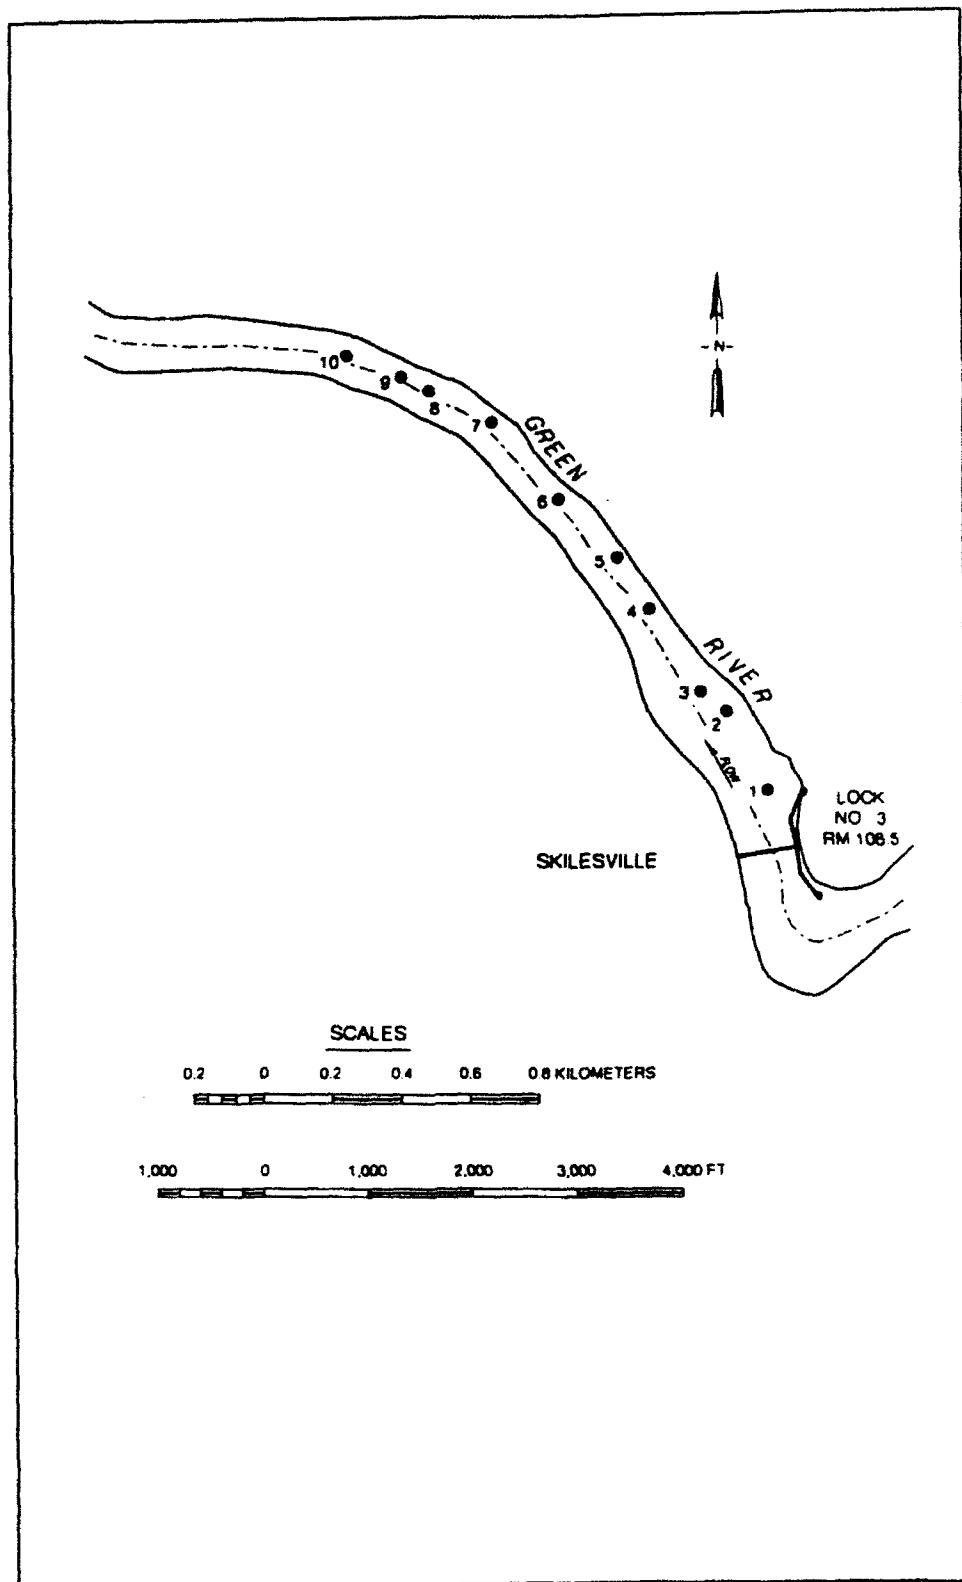 -N-
10
9
8
7
GREEN
6
5
4
RIVER
3
2
FLOW
1
LOCK
NO 3
RM 108.5
SKILESVILLE
SCALES
0.2 0 0.2 0.4 0.6 0.8 KILOMETERS
1,000 0 1,000 2,000 3,000 4,000 FT